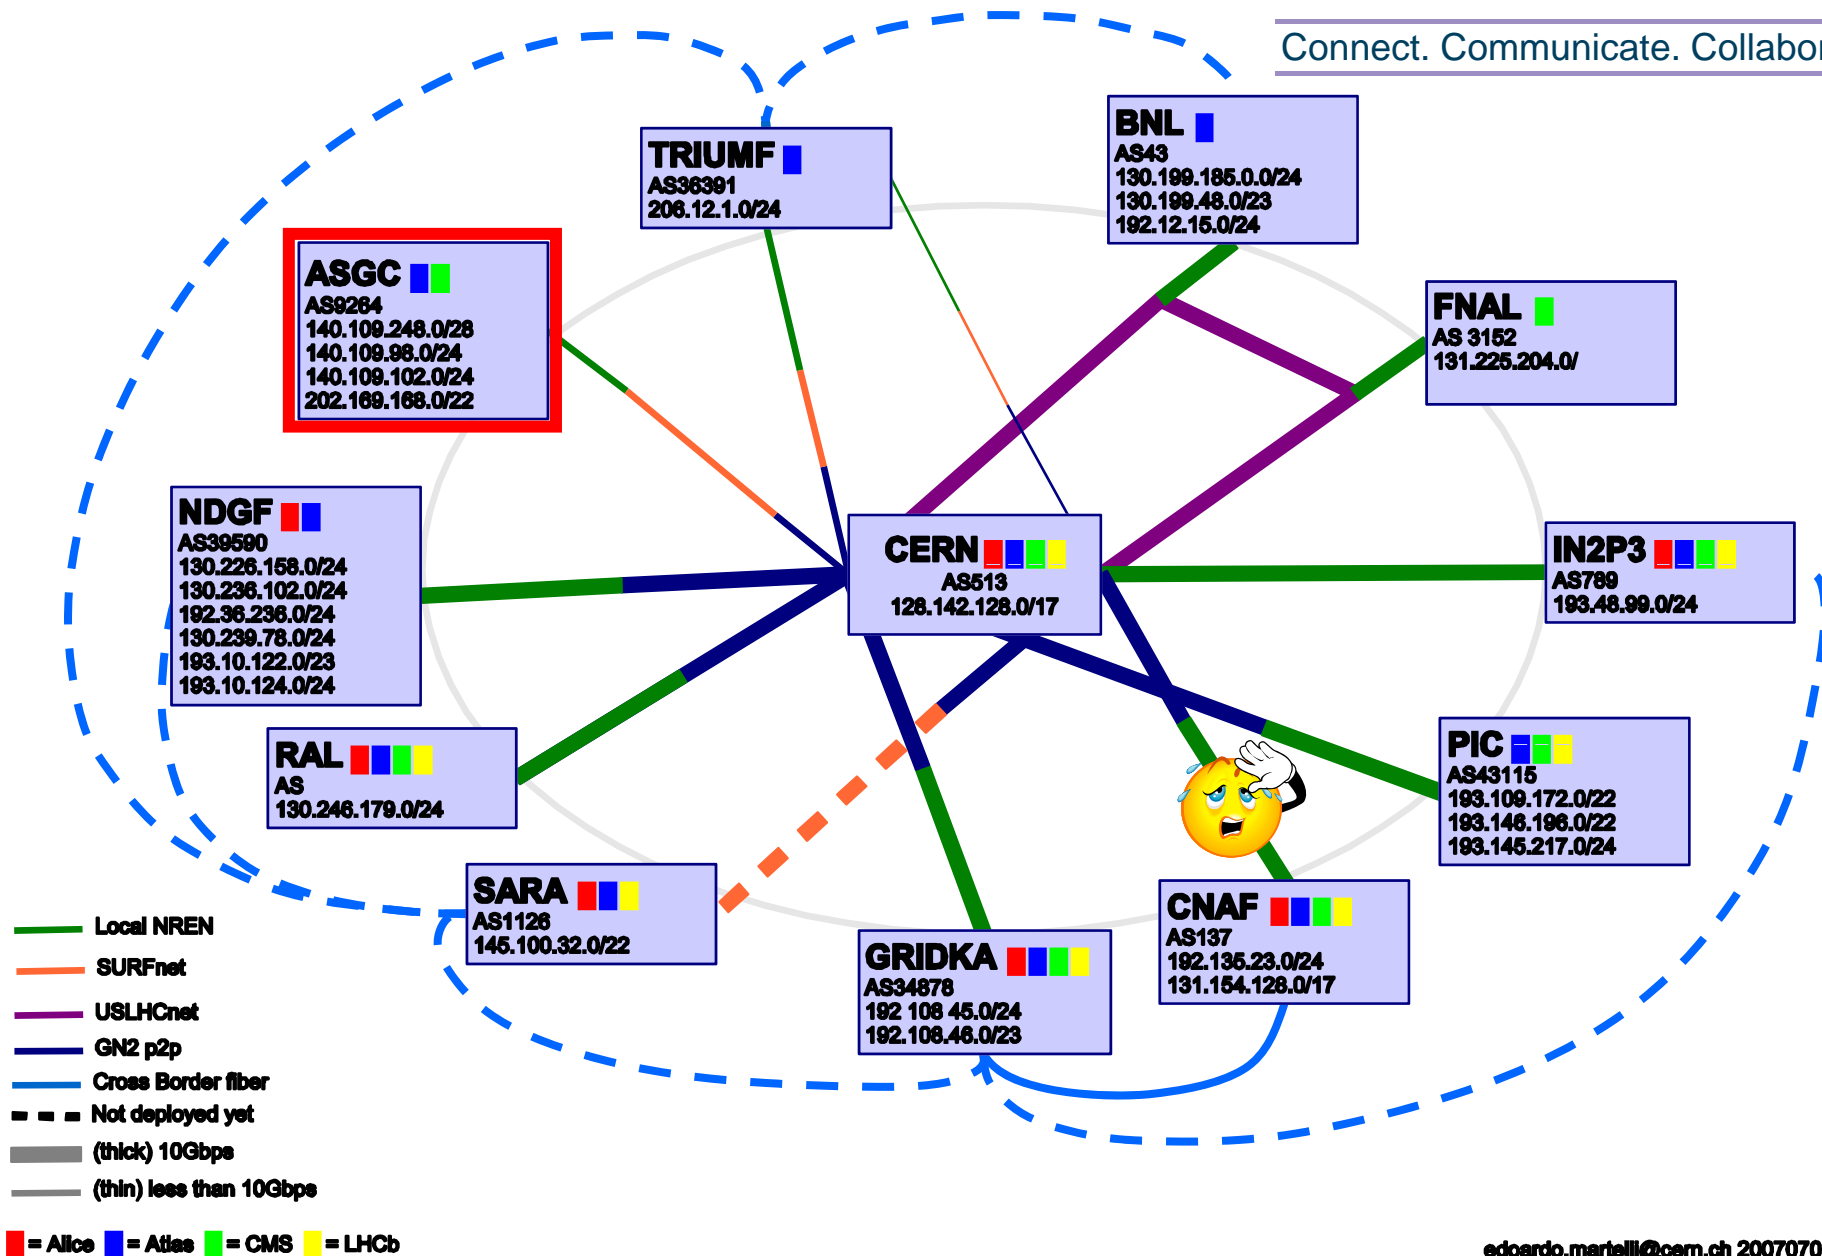 Connect. Communicate. Collabor
TRIUMF
AS36391
206.12.1.0/24
BNL
AS43
130.199.185.0.0/24
130.199.48.0/23
192.12.15.0/24
ASGC
AS9264
140.109.248.0/28
140.109.98.0/24
140.109.102.0/24
202.169.168.0/22
FNAL
AS 3152
131.225.204.0/
NDGF
AS39590
130.226.158.0/24
130.236.102.0/24
192.36.236.0/24
130.239.78.0/24
193.10.122.0/23
193.10.124.0/24
CERN
AS513
128.142.128.0/17
IN2P3
AS789
193.48.99.0/24
RAL
AS
130.246.179.0/24
PIC
AS43115
193.109.172.0/22
193.146.196.0/22
193.145.217.0/24
SARA
AS1126
145.100.32.0/22
GRIDKA
AS34878
192 108 45.0/24
192.108.46.0/23
CNAF
AS137
192.135.23.0/24
131.154.128.0/17
Local NREN
SURFnet
USLHCnet
GN2 p2p
Cross Border fiber
Not deployed yet
(thick) 10Gbps
(thin) less than 10Gbps
= Alice = Atlas = CMS = LHCb
edoardo.martelli@cern.ch 2007070